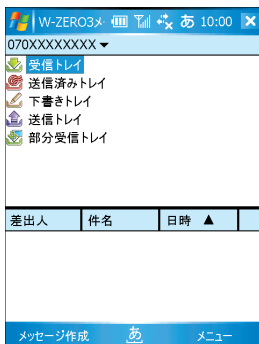 W-ZERO3メ あ 10:00
070XXXXXXXX
受信トレイ
送信済みトレイ
下書きトレイ
送信トレイ
部分受信トレイ
差出人 件名 日時 ▲
メッセージ作成 あ メニュー